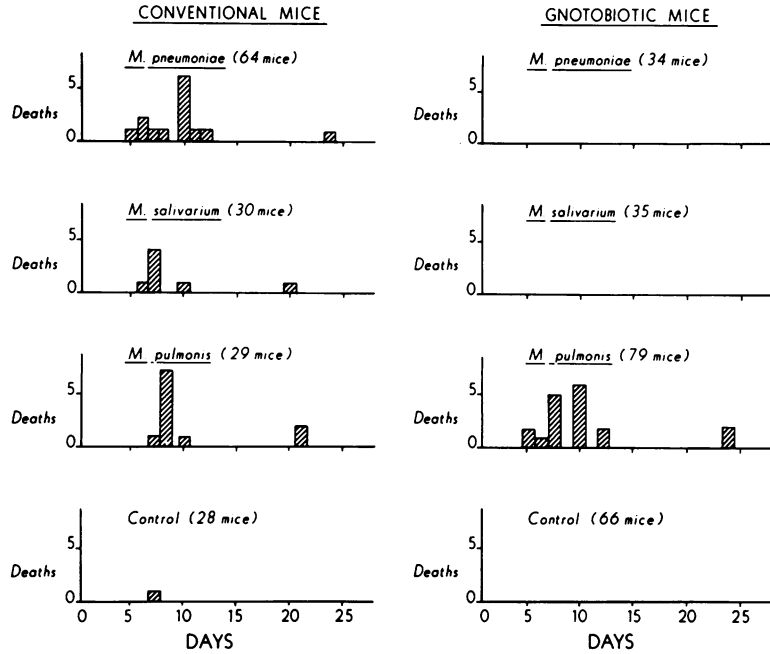 CONVENTIONAL MICE
M. pneumoniae (64 mice)
5
Deaths
0
M. salivarium (30 mice)
5
Deaths
0
M pulmonis (29 mice)
5
Deaths
0
Control (28 mice)
5
Deaths
0
0 5 10 15 20 25
DAYS
GNOTOBIOTIC MICE
M. pneumoniae (34 mice)
5
Deaths
0
M salivarium (35 mice)
5
Deaths
0
M pulmonis (79 mice)
5
Deaths
0
Control (66 mice)
5
Deaths
0
0 5 10 15 20 25
DAYS